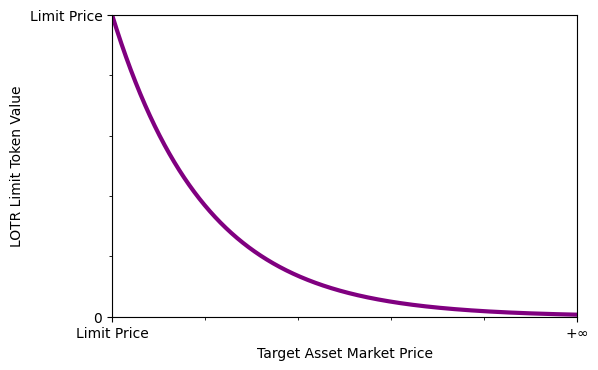 Limit Price
LOTR Limit Token Value
0
Limit Price
+∞
Target Asset Market Price